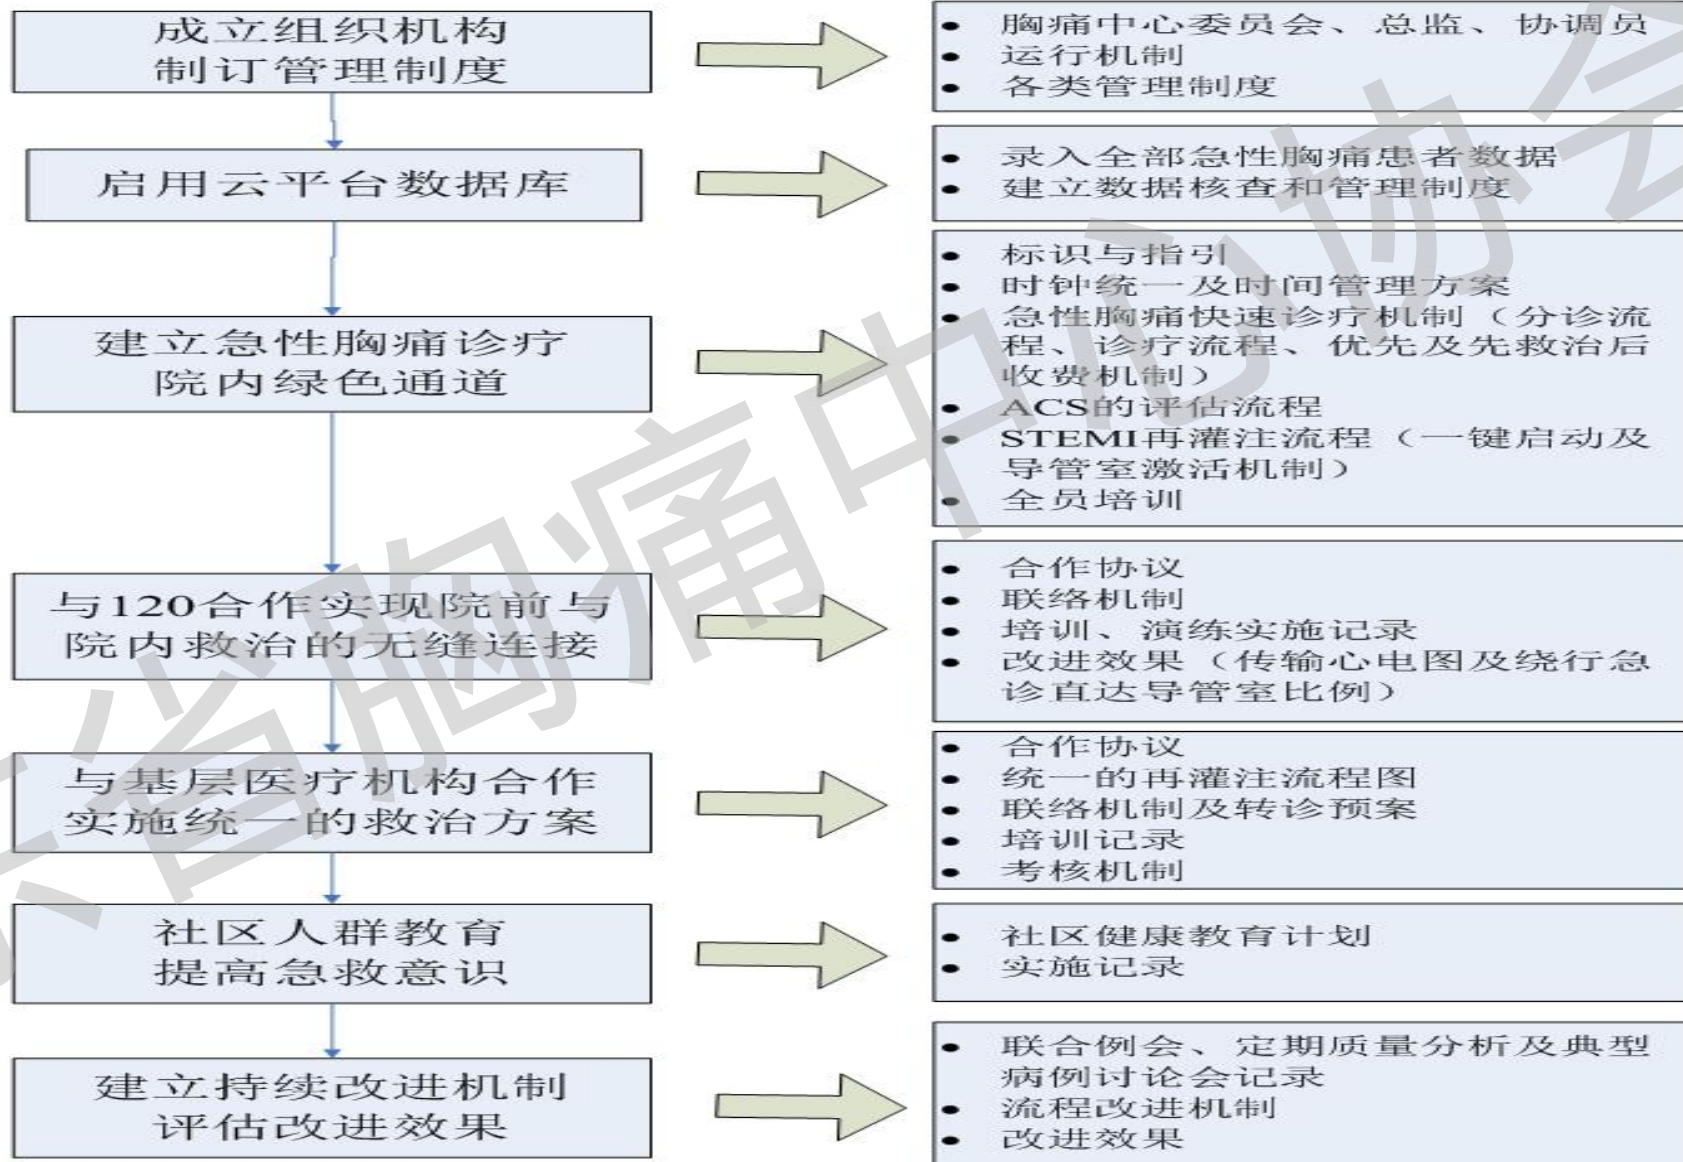 成立组织机构
制订管理制度
胸痛中心委员会、总监、协调员
运行机制
各类管理制度
启用云平台数据库
录入全部急性胸痛患者数据
建立数据核查和管理制度
建立急性胸痛诊疗
院内绿色通道
标识与指引
时钟统一及时间管理方案
急性胸痛快速诊疗机制（分诊流
程、诊疗流程、优先及先救治后
收费机制）
ACS的评估流程
STEMI再灌注流程（一键启动及
导管室激活机制）
全员培训
与120合作实现院前与
院内救治的无缝连接
合作协议
联络机制
培训、演练实施记录
改进效果（传输心电图及绕行急
诊直达导管室比例）
与基层医疗机构合作
实施统一的救治方案
合作协议
统一的再灌注流程图
联络机制及转诊预案
培训记录
考核机制
社区人群教育
提高急救意识
社区健康教育计划
实施记录
建立持续改进机制
评估改进效果
联合例会、定期质量分析及典型
病例讨论会记录
流程改进机制
改进效果
省胸痛中心协会